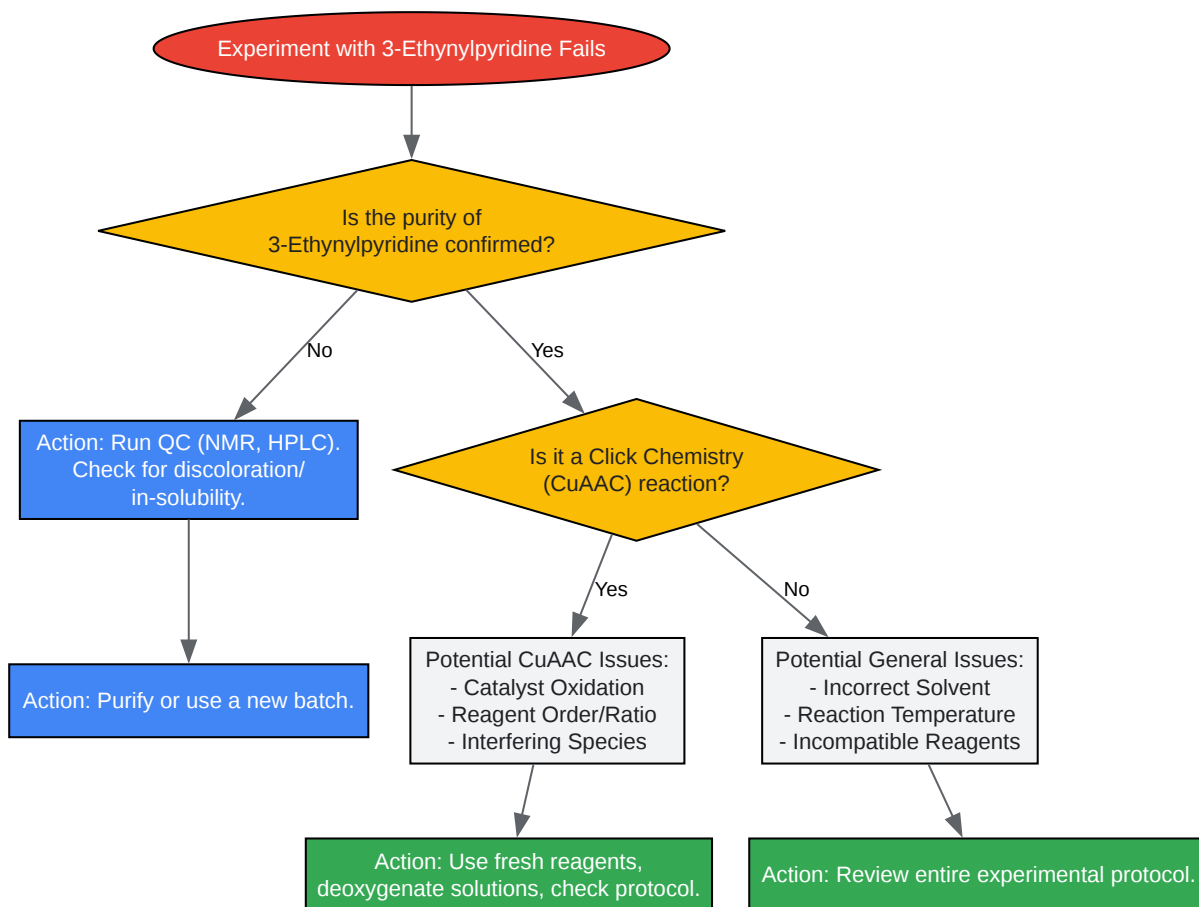 Experiment with 3-Ethynylpyridine Fails
Is the purity of
3-Ethynylpyridine confirmed?
No
Yes
Action: Run QC (NMR, HPLC).
Check for discoloration/
in-solubility.
Is it a Click Chemistry
(CuAAC) reaction?
Yes
No
Action: Purify or use a new batch.
Potential CuAAC Issues:
- Catalyst Oxidation
- Reagent Order/Ratio
- Interfering Species
Potential General Issues:
- Incorrect Solvent
- Reaction Temperature
- Incompatible Reagents
Action: Use fresh reagents,
deoxygenate solutions, check protocol.
Action: Review entire experimental protocol.